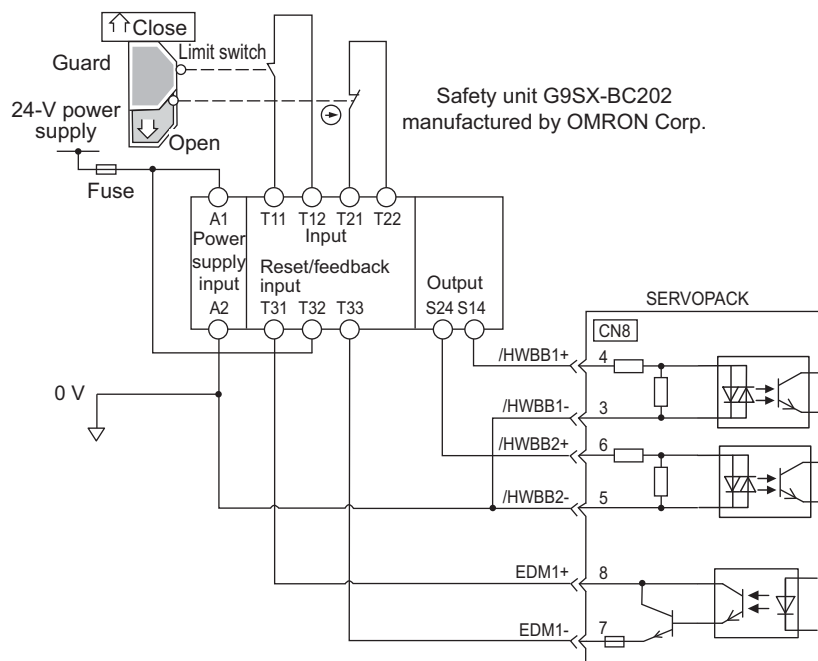 Close
Guard
Limit switch
Safety unit G9SX-BC202
manufactured by OMRON Corp.
24-V power
supply
Open
Fuse
A1 T11 T12 T21 T22
Power
supply
input
Input
Reset/feedback
input
Output
A2 T31 T32 T33 S24 S14
SERVOPACK
CN8
/HWBB1+ 4
0 V
/HWBB1- 3
/HWBB2+ 6
/HWBB2- 5
EDM1+ 8
EDM1- 7